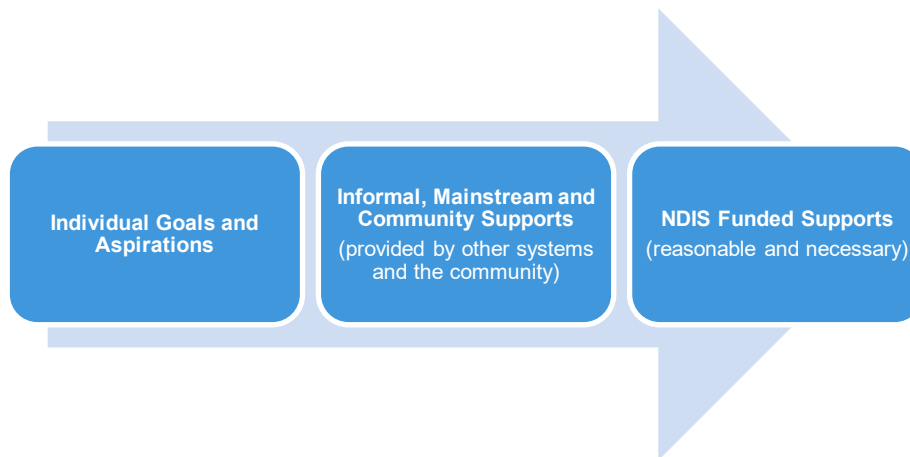 Individual Goals and
Aspirations
Informal, Mainstream and
Community Supports
(provided by other systems
and the community)
NDIS Funded Supports
(reasonable and necessary)